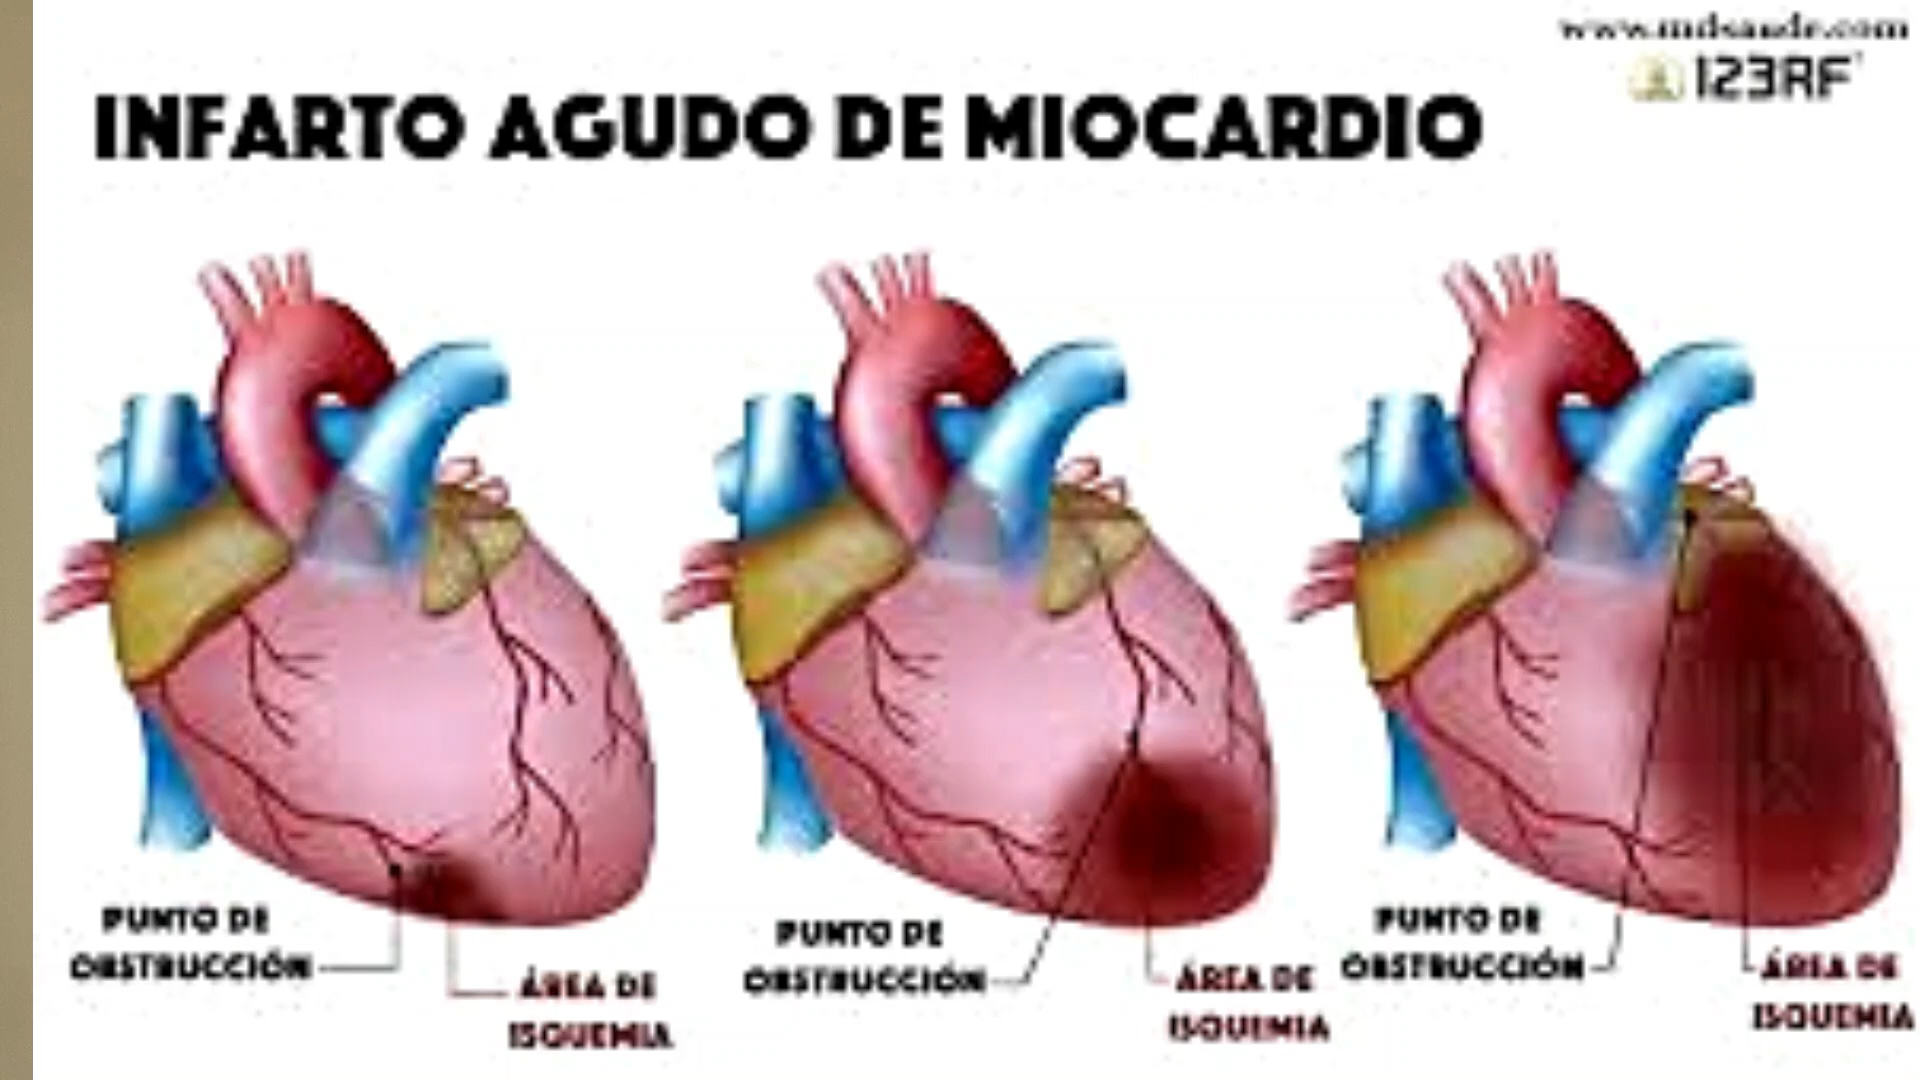 www.mdsaude.com
123RF
INFARTO AGUDO DE MIOCARDIO
PUNTO DE
OBSTRUCCIÓN
ÁREA DE
ISQUEMIA
PUNTO DE
OBSTRUCCIÓN
ÁREA DE
ISQUEMIA
PUNTO DE
OBSTRUCCIÓN
ÁREA DE
ISQUEMIA